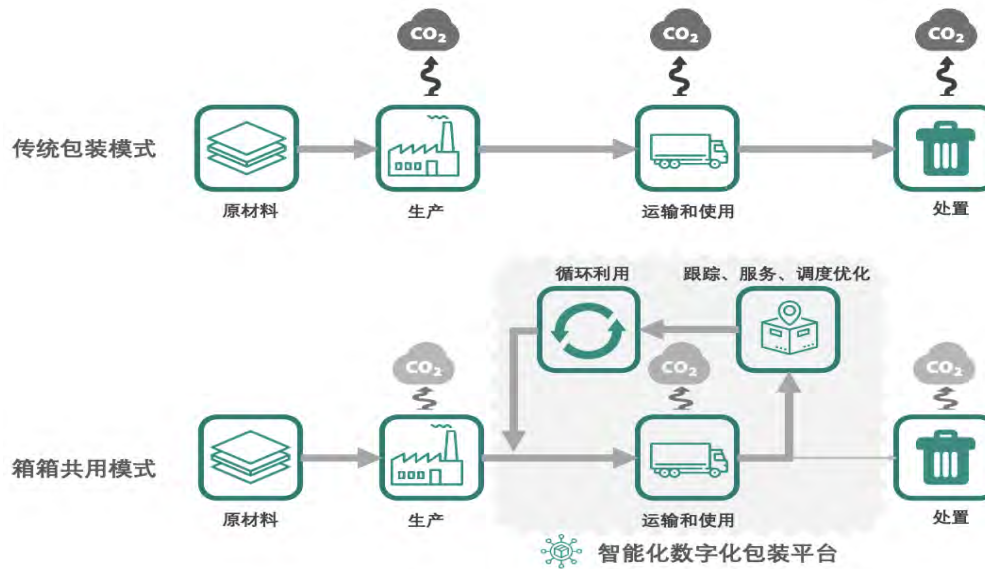 CO₂
CO₂
CO₂
传统包装模式
原材料
生产
运输和使用
处置
循环利用
跟踪、服务、调度优化
CO₂
CO₂
CO₂
箱箱共用模式
原材料
生产
运输和使用
处置
智能化数字化包装平台